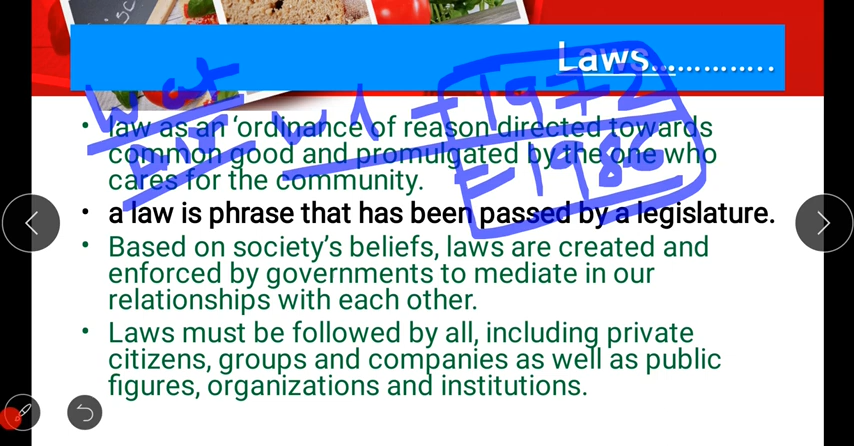 Laws.............
• law as an ‘ordinance of reason directed towards
common good and promulgated by the one who
cares for the community.
• a law is phrase that has been passed by a legislature.
• Based on society’s beliefs, laws are created and
enforced by governments to mediate in our
relationships with each other.
• Laws must be followed by all, including private
citizens, groups and companies as well as public
figures, organizations and institutions.
1972
1986